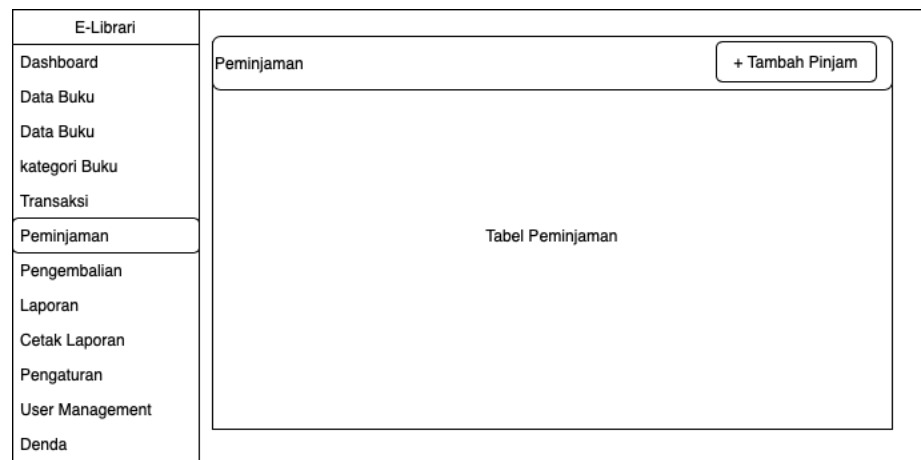 E-Librari
Dashboard
Data Buku
Data Buku
kategori Buku
Transaksi
Peminjaman
Pengembalian
Laporan
Cetak Laporan
Pengaturan
User Management
Denda
Peminjaman
+ Tambah Pinjam
Tabel Peminjaman